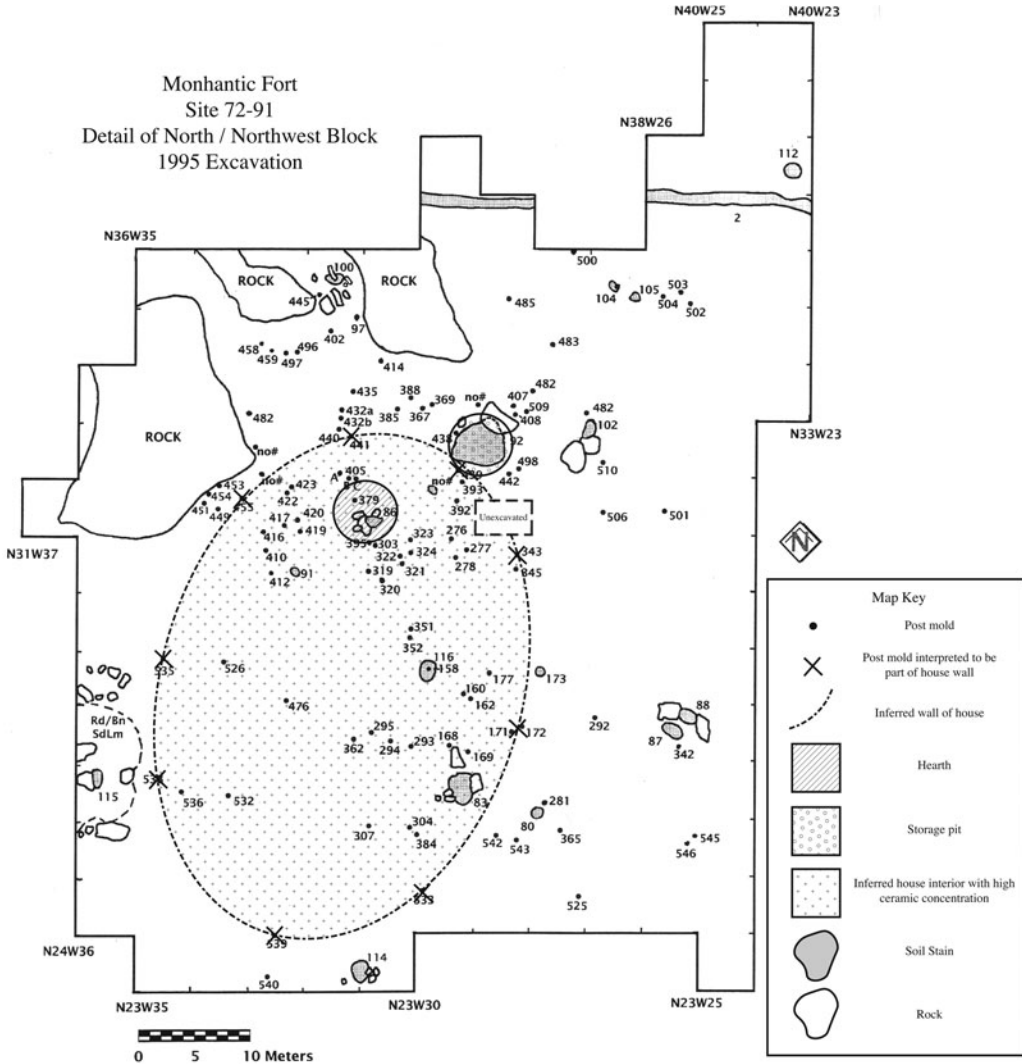 N40W25 N40W23
Monhantic Fort
Site 72-91
Detail of North / Northwest Block
1995 Excavation
N38W26
112
2
N36W35
ROCK
100
ROCK
445
500
104
105
503
504
502
485
97
402
458
459
496
497
483
414
435
388
369
no#
407
482
482
509
408
385
367
432a
432b
482
102
ROCK
440
441
438
92
N33W23
no#
510
498
442
no#
393
405
A
B
C
no#
423
453
454
422
451
449
455
379
86
392
Unexcavated
506
501
420
417
419
416
N31W37
395
303
323
276
322
324
277
343
410
278
345
321
412
91
319
320
351
352
116
158
535
526
177
173
160
162
88
476
Rd/Bn
SdLm
295
292
171
172
87
362
294
293
168
342
169
115
536
532
83
281
80
304
307
384
542
543
365
545
546
533
525
N24W36
539
114
540
N23W35
N23W30
N23W25
0 5 10 Meters
N
Map Key
Post mold
Post mold interpreted to be
part of house wall
Inferred wall of house
Hearth
Storage pit
Inferred house interior with high
ceramic concentration
Soil Stain
Rock